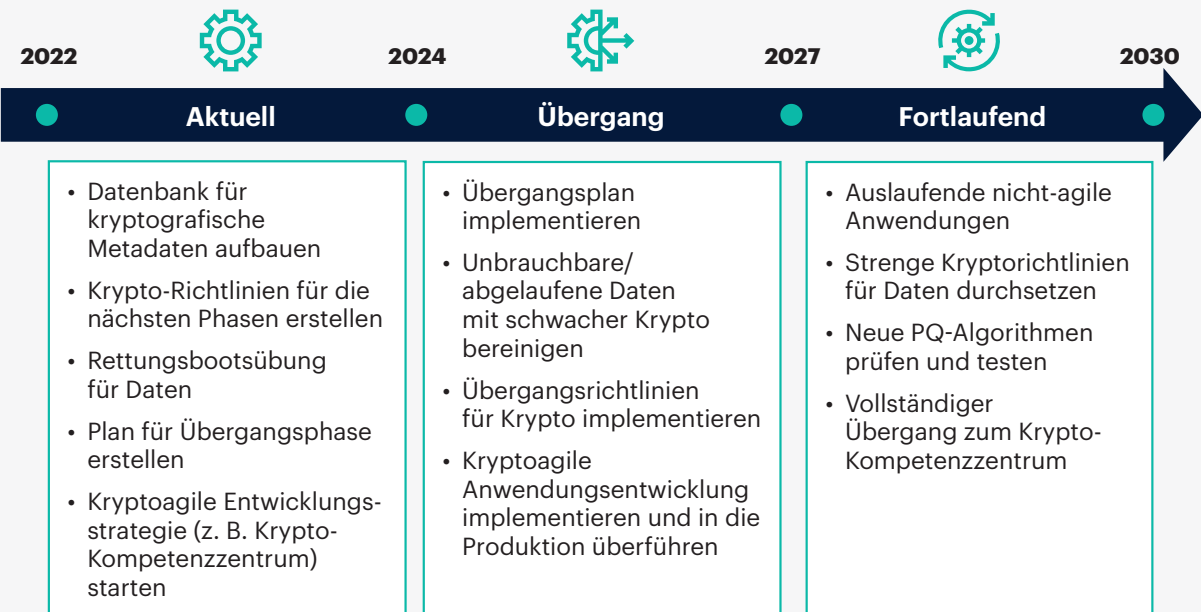 2022
2024
2027
2030
Aktuell
Übergang
Fortlaufend
• Datenbank für
kryptografische
Metadaten aufbauen
• Krypto-Richtlinien für die
nächsten Phasen erstellen
• Rettungsbootsübung
für Daten
• Plan für Übergangsphase
erstellen
• Kryptoagile Entwicklungs-
strategie (z. B. Krypto-
Kompetenzzentrum)
starten
• Übergangsplan
implementieren
• Unbrauchbare/
abgelaufene Daten
mit schwacher Krypto
bereinigen
• Übergangsrichtlinien
für Krypto implementieren
• Kryptoagile
Anwendungsentwicklung
implementieren und in die
Produktion überführen
• Auslaufende nicht-agile
Anwendungen
• Strenge Kryptorichtlinien
für Daten durchsetzen
• Neue PQ-Algorithmen
prüfen und testen
• Vollständiger
Übergang zum Krypto-
Kompetenzzentrum